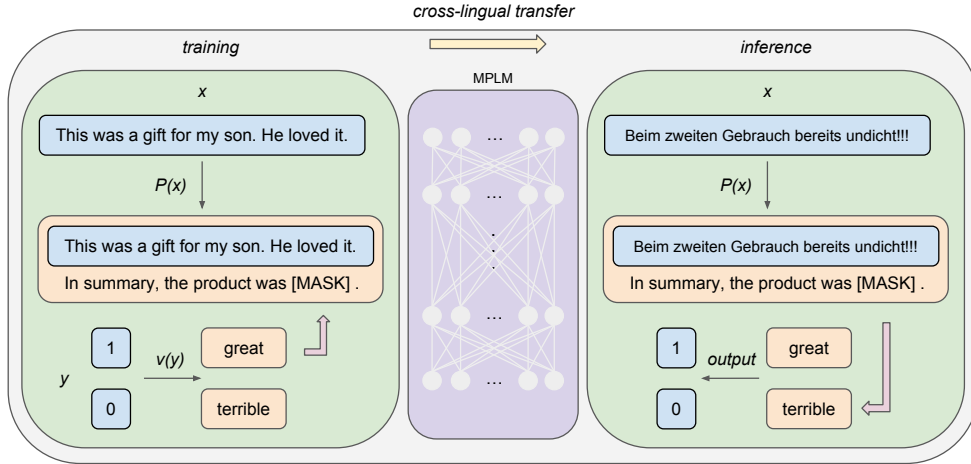 cross-lingual transfer
training
inference
MPLM
x
This was a gift for my son. He loved it.
P(x)
This was a gift for my son. He loved it.
In summary, the product was [MASK] .
1
great
y
v(y)
0
terrible
...
...
...
...
...
x
Beim zweiten Gebrauch bereits undicht!!!
P(x)
Beim zweiten Gebrauch bereits undicht!!!
In summary, the product was [MASK] .
1
output
great
0
terrible